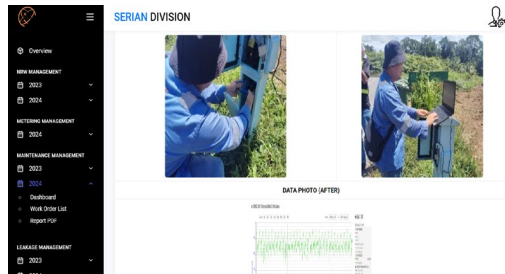 SERIAN DIVISION
Overview
NRW MANAGEMENT
2023
2024
METERING MANAGEMENT
2024
MAINTENANCE MANAGEMENT
2023
2024
Dashboard
Work Order List
Report PDF
LEAKAGE MANAGEMENT
2023
2024
DATA PHOTO (AFTER)